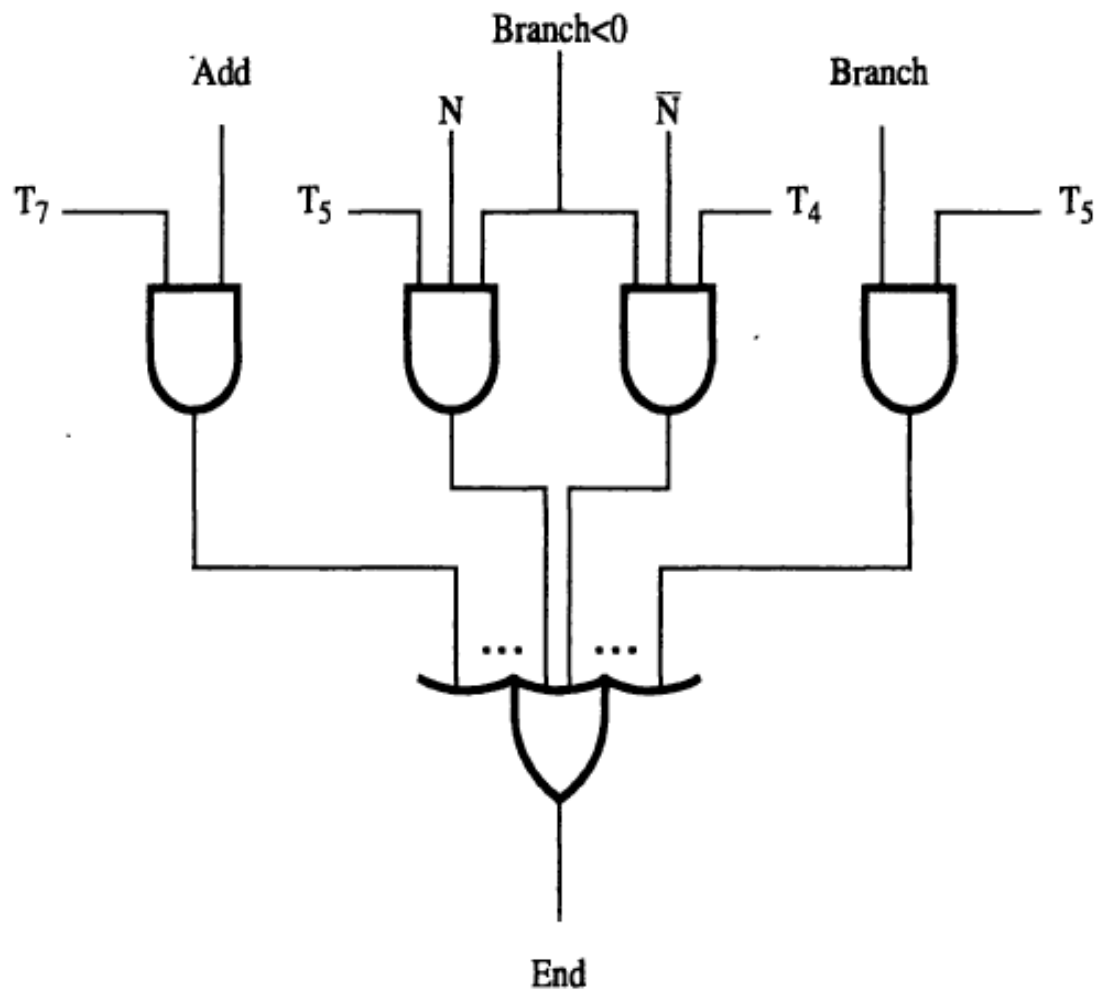 Branch<0
Add
Branch
N
N̅
T₇
T₅
T₄
T₅
...
...
End